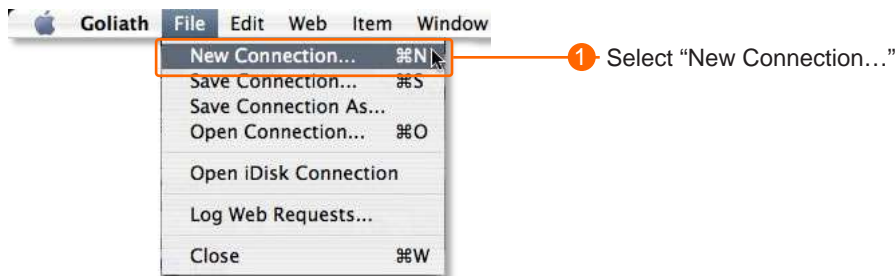 Goliath File Edit Web Item Window
New Connection... ⌘N
1 Select “New Connection…”
Save Connection... ⌘S
Save Connection As...
Open Connection... ⌘O
Open iDisk Connection
Log Web Requests...
Close ⌘W